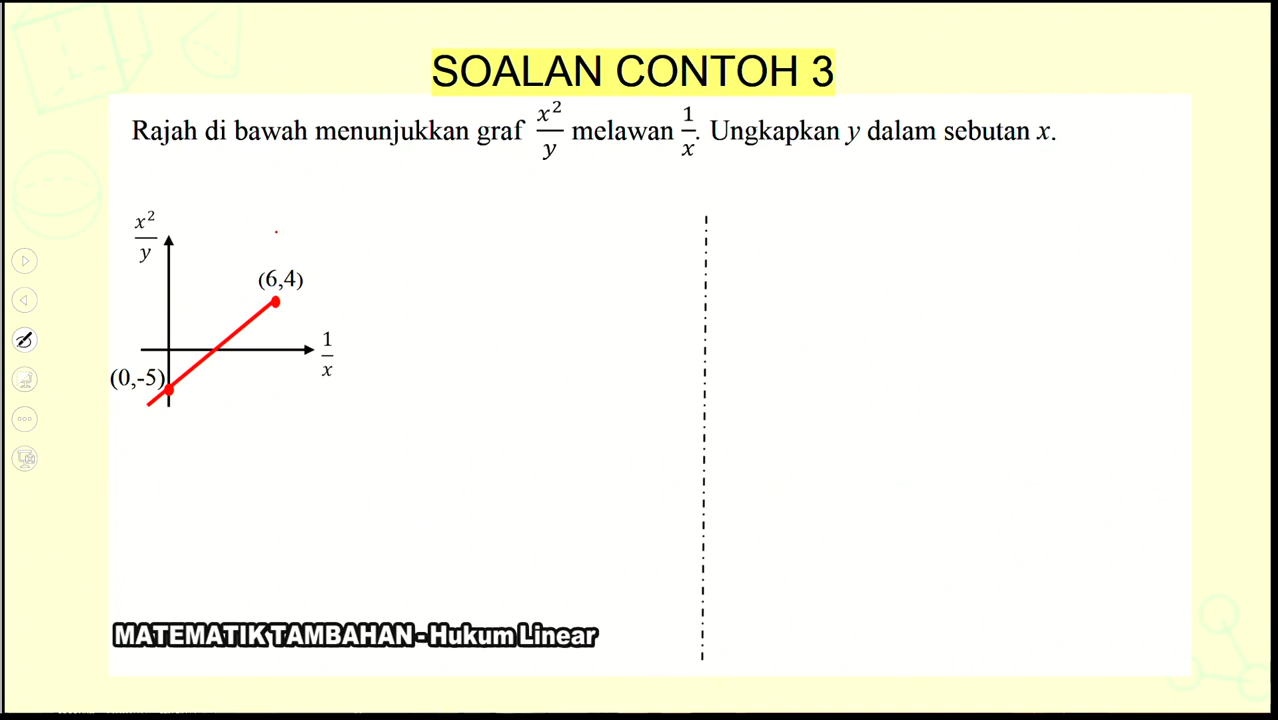 SOALAN CONTOH 3
Rajah di bawah menunjukkan graf x²/y melawan 1/x. Ungkapkan y dalam sebutan x.
x²/y
(6,4)
1/x
(0,-5)
MATEMATIK TAMBAHAN - Hukum Linear